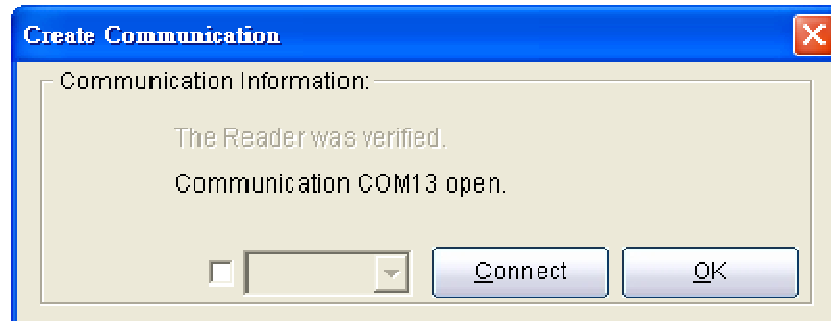 Create Communication
Communication Information:
The Reader was verified.
Communication COM13 open.
Connect OK